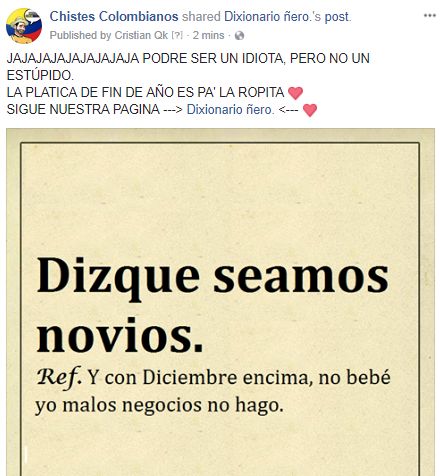 Chistes Colombianos shared Dixionario ñero.'s post.
Published by Cristian Qk [?] · 2 mins ·
JAJAJAJAJAJAJAJAJA PODRE SER UN IDIOTA, PERO NO UN
ESTÚPIDO.
LA PLATICA DE FIN DE AÑO ES PA' LA ROPITA ❤
SIGUE NUESTRA PAGINA ---> Dixionario ñero. <--- ❤
Dizque seamos
novios.
Ref. Y con Diciembre encima, no bebé
yo malos negocios no hago.